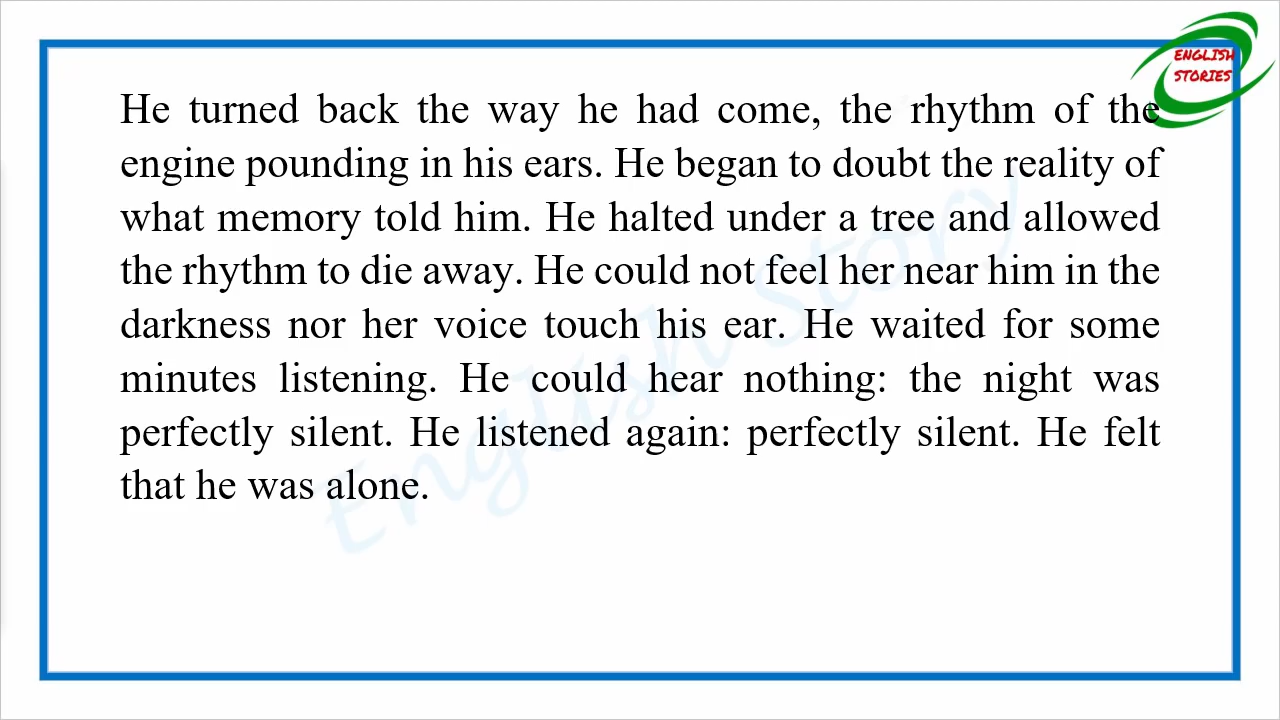 ENGLISH
STORIES
He turned back the way he had come, the rhythm of the
engine pounding in his ears. He began to doubt the reality of
what memory told him. He halted under a tree and allowed
the rhythm to die away. He could not feel her near him in the
darkness nor her voice touch his ear. He waited for some
minutes listening. He could hear nothing: the night was
perfectly silent. He listened again: perfectly silent. He felt
that he was alone.
English Story